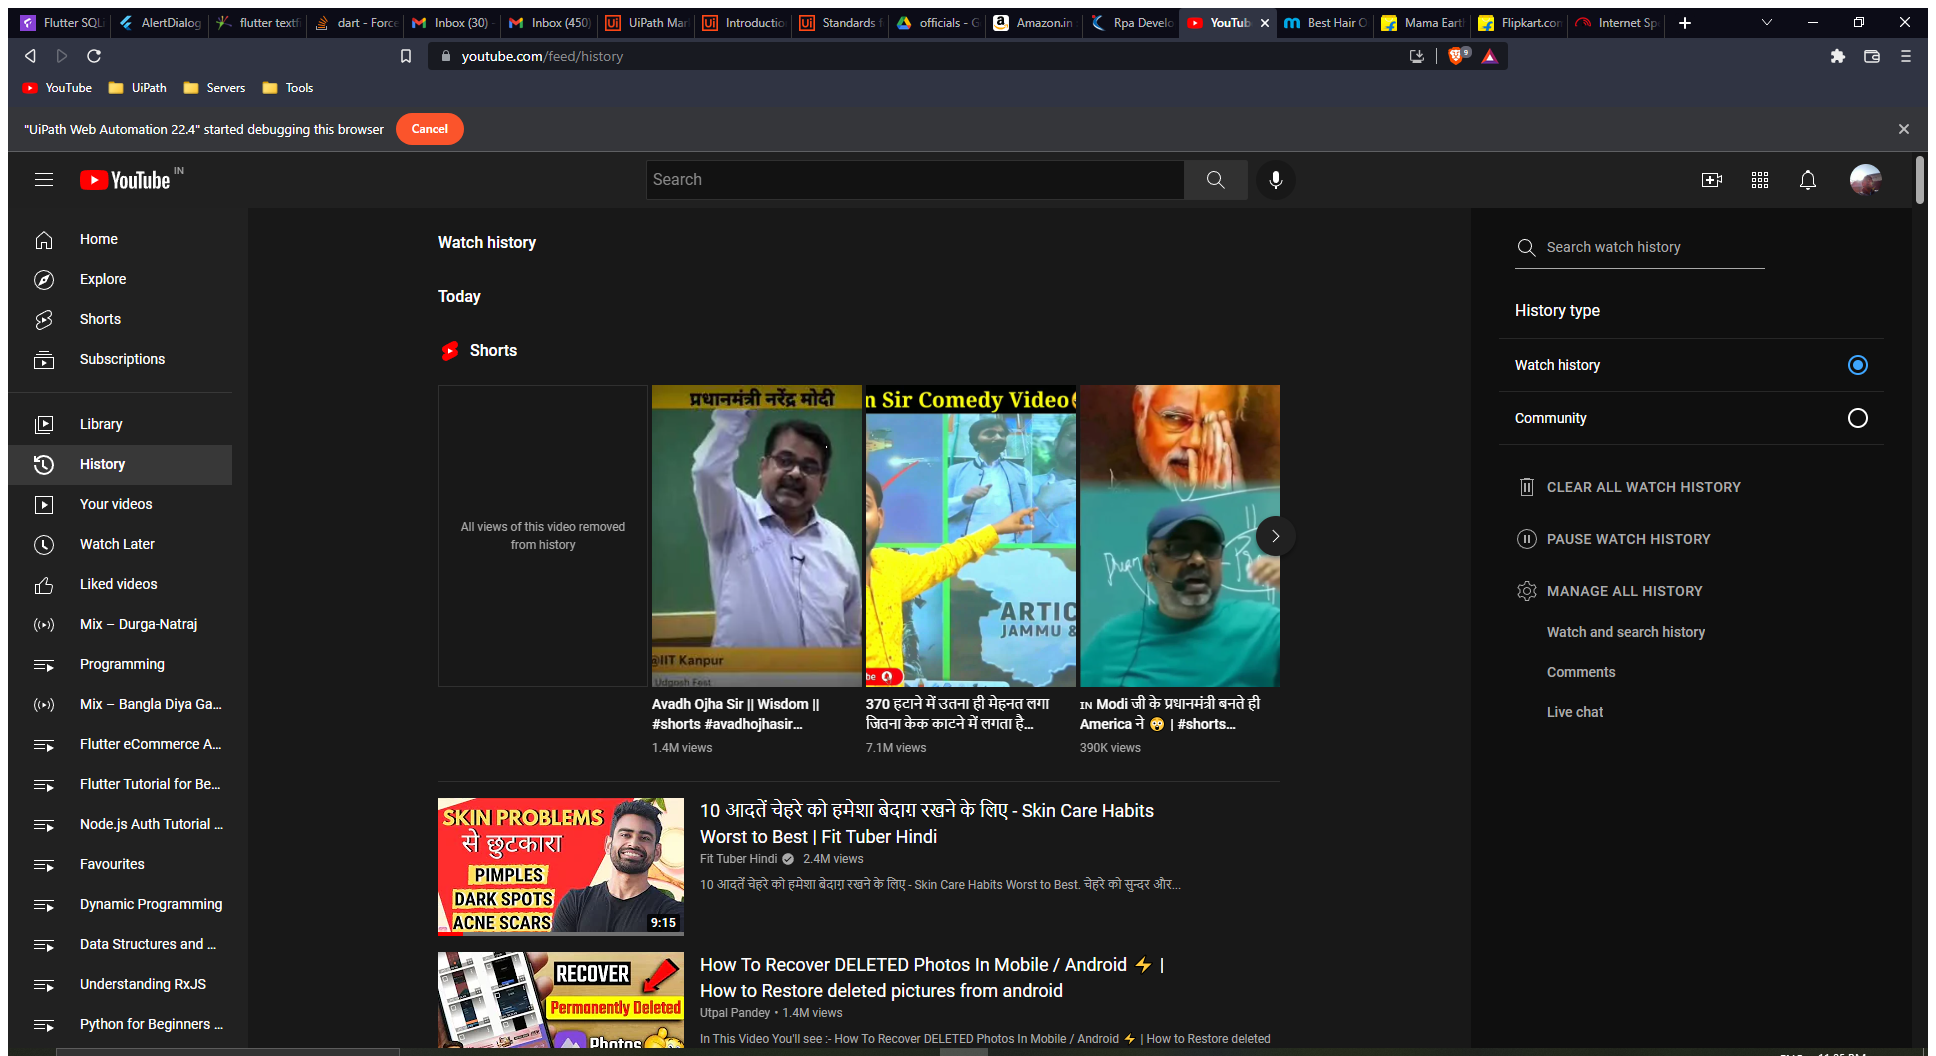 Flutter SQL
AlertDialog
flutter textf
dart - Force
Inbox (30) -
Inbox (450)
UiPath Mar
Introductio
Standards f
officials - G
Amazon.in
Rpa Develo
YouTub
Best Hair O
Mama Eart
Flipkart.com
Internet Sp
youtube.com/feed/history
9
YouTube
UiPath
Servers
Tools
"UiPath Web Automation 22.4" started debugging this browser
Cancel
YouTube IN
Search
Home
Explore
Shorts
Subscriptions
Library
History
Your videos
Watch Later
Liked videos
Mix – Durga-Natraj
Programming
Mix – Bangla Diya Ga...
Flutter eCommerce A...
Flutter Tutorial for Be...
Node.js Auth Tutorial ...
Favourites
Dynamic Programming
Data Structures and ...
Understanding RxJS
Python for Beginners ...
Watch history
Today
Shorts
All views of this video removed
from history
प्रधानमंत्री नरेंद्र मोदी
@IIT Kanpur
Udgosh Fest
Avadh Ojha Sir || Wisdom ||
#shorts #avadhojhasir...
1.4M views
n Sir Comedy Video
ARTIC
JAMMU &
be
370 हटाने में उतना ही मेहनत लगा
जितना केक काटने में लगता है...
7.1M views
IN Modi जी के प्रधानमंत्री बनते ही
America ने 😲 | #shorts...
390K views
SKIN PROBLEMS
से छुटकारा
PIMPLES
DARK SPOTS
ACNE SCARS
9:15
10 आदतें चेहरे को हमेशा बेदाग़ रखने के लिए - Skin Care Habits
Worst to Best | Fit Tuber Hindi
Fit Tuber Hindi 2.4M views
10 आदतें चेहरे को हमेशा बेदाग़ रखने के लिए - Skin Care Habits Worst to Best. चेहरे को सुन्दर और...
RECOVER
Permanently Deleted
Photos
How To Recover DELETED Photos In Mobile / Android ⚡ |
How to Restore deleted pictures from android
Utpal Pandey • 1.4M views
In This Video You'll see :- How To Recover DELETED Photos In Mobile / Android ⚡ | How to Restore deleted
Search watch history
History type
Watch history
Community
CLEAR ALL WATCH HISTORY
PAUSE WATCH HISTORY
MANAGE ALL HISTORY
Watch and search history
Comments
Live chat